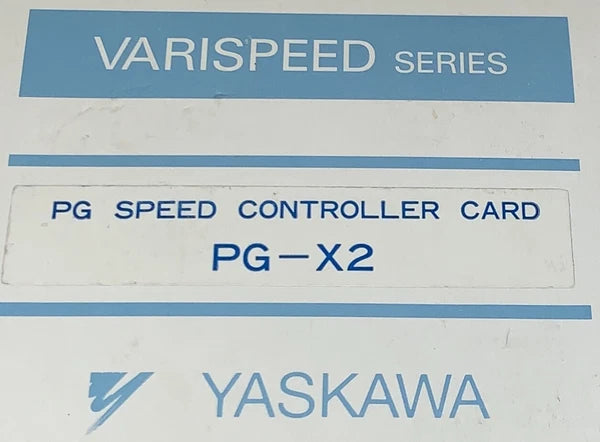 VARISPEED SERIES
PG SPEED CONTROLLER CARD
PG-X2
YASKAWA